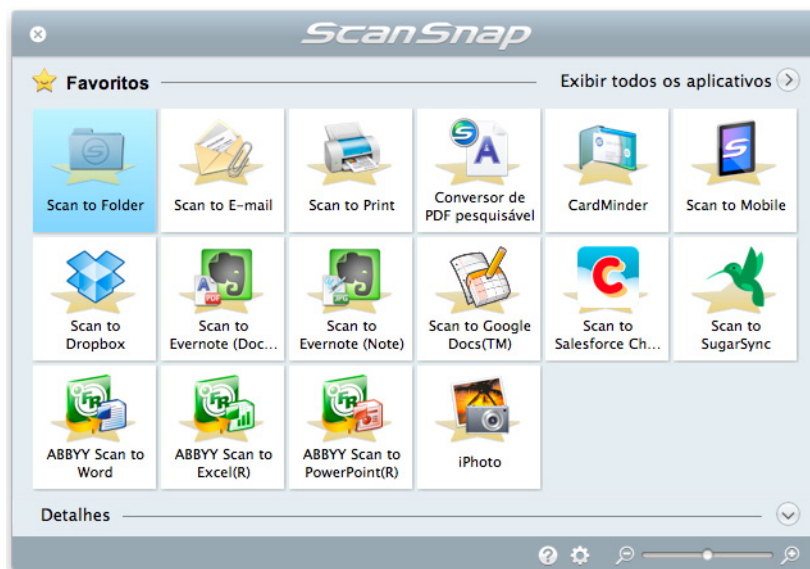 ScanSnap
Favoritos
Exibir todos os aplicativos
Scan to Folder
Scan to E-mail
Scan to Print
Conversor de
PDF pesquisável
CardMinder
Scan to Mobile
Scan to
Dropbox
Scan to
Evernote (Doc...
Scan to
Evernote (Note)
Scan to Google
Docs(TM)
Scan to
Salesforce Ch...
Scan to
SugarSync
ABBYY Scan to
Word
ABBYY Scan to
Excel(R)
ABBYY Scan to
PowerPoint(R)
iPhoto
Detalhes